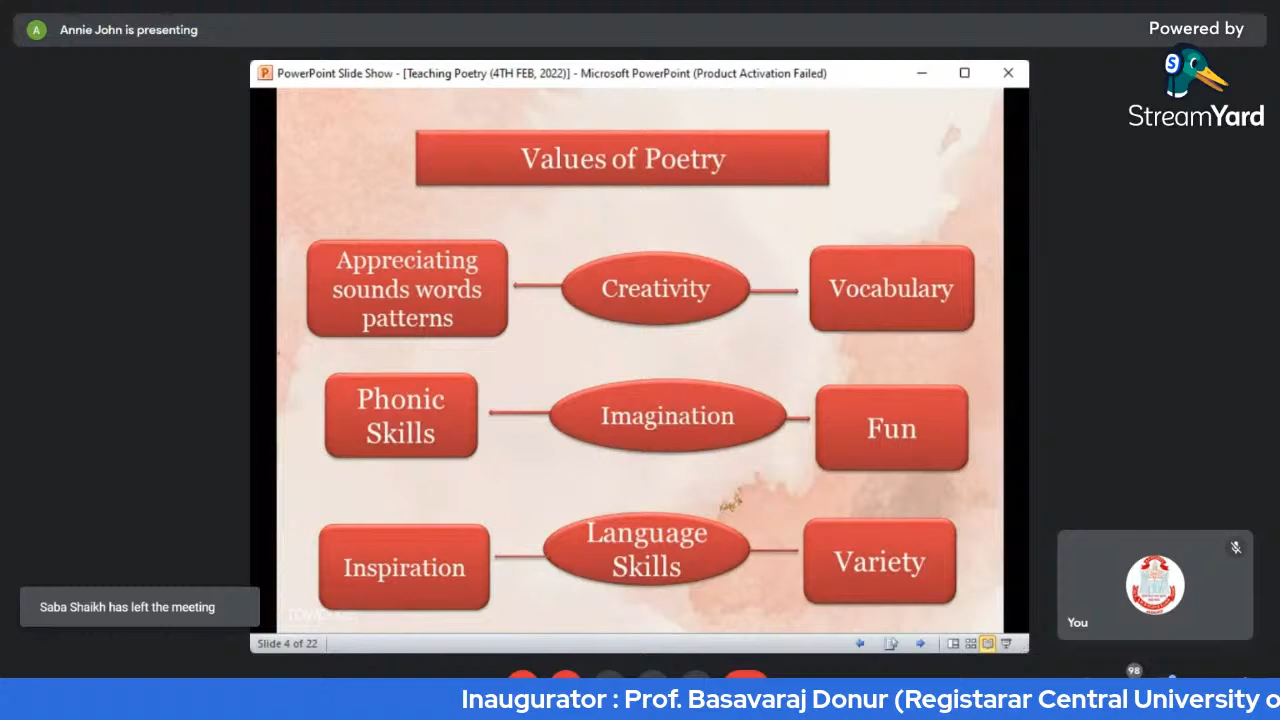 A
Annie John is presenting
Powered by
StreamYard
PowerPoint Slide Show - [Teaching Poetry (4TH FEB, 2022)] - Microsoft PowerPoint (Product Activation Failed)
Values of Poetry
Appreciating
sounds words
patterns
Creativity
Vocabulary
Phonic
Skills
Imagination
Fun
Inspiration
Language
Skills
Variety
Saba Shaikh has left the meeting
You
Slide 4 of 22
98
Inaugurator : Prof. Basavaraj Donur (Registarar Central University o